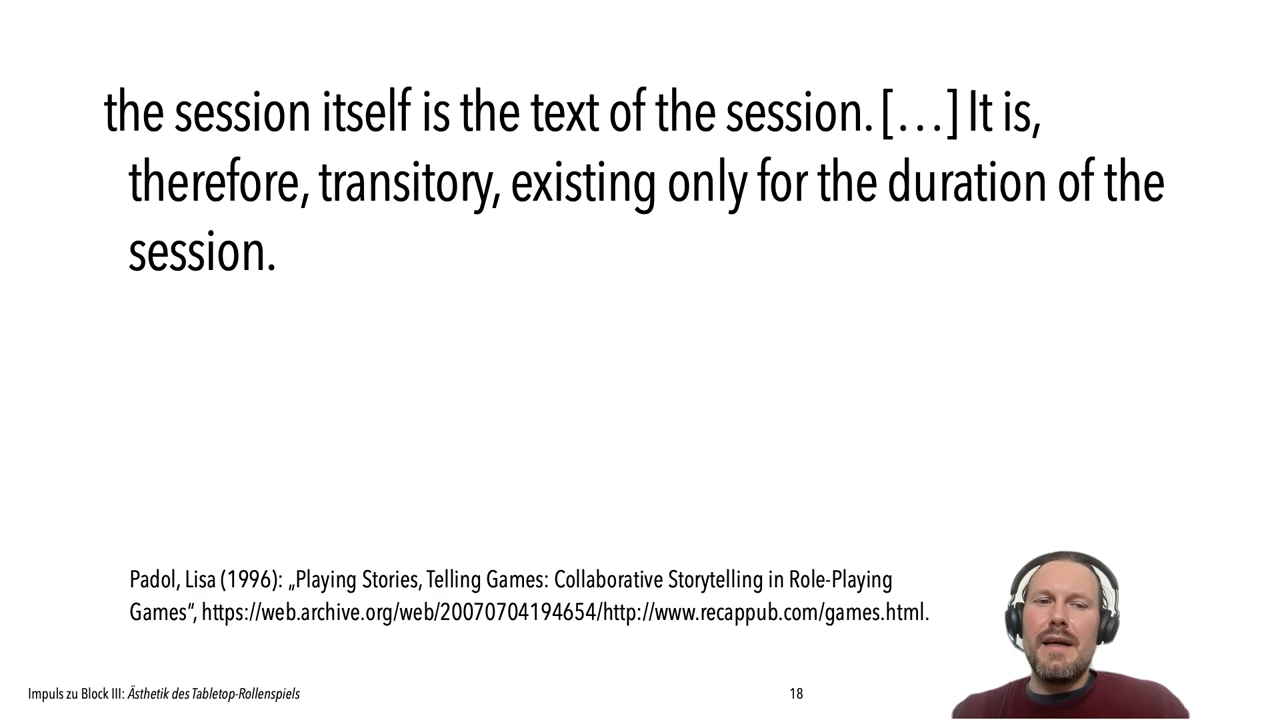 the session itself is the text of the session. […] It is,
therefore, transitory, existing only for the duration of the
session.
Padol, Lisa (1996): „Playing Stories, Telling Games: Collaborative Storytelling in Role-Playing
Games“, https://web.archive.org/web/20070704194654/http://www.recappub.com/games.html.
Impuls zu Block III: Ästhetik des Tabletop-Rollenspiels
18